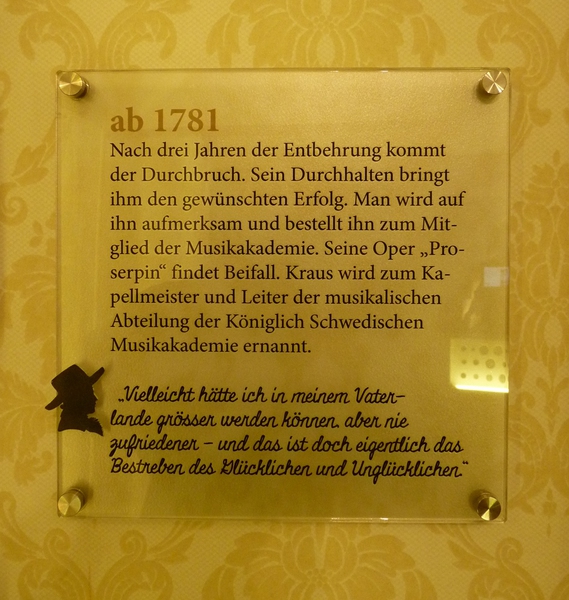 ab 1781
Nach drei Jahren der Entbehrung kommt
der Durchbruch. Sein Durchhalten bringt
ihm den gewünschten Erfolg. Man wird auf
ihn aufmerksam und bestellt ihn zum Mit-
glied der Musikakademie. Seine Oper „Pro-
serpin“ findet Beifall. Kraus wird zum Ka-
pellmeister und Leiter der musikalischen
Abteilung der Königlich Schwedischen
Musikakademie ernannt.
„Vielleicht hätte ich in meinem Vater-
lande grösser werden können, aber nie
zufriedener – und das ist doch eigentlich das
Bestreben des Glücklichen und Unglücklichen.“